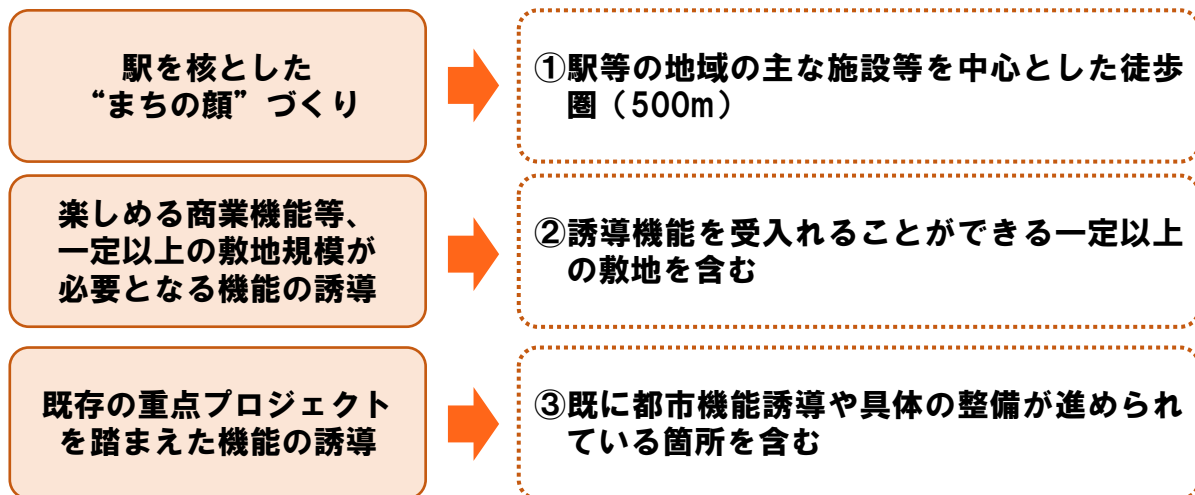 駅を核とした
“まちの顔”づくり
①駅等の地域の主な施設等を中心とした徒歩
圏（500m）
楽しめる商業機能等、
一定以上の敷地規模が
必要となる機能の誘導
②誘導機能を受入れることができる一定以上
の敷地を含む
既存の重点プロジェクト
を踏まえた機能の誘導
③既に都市機能誘導や具体の整備が進められ
ている箇所を含む